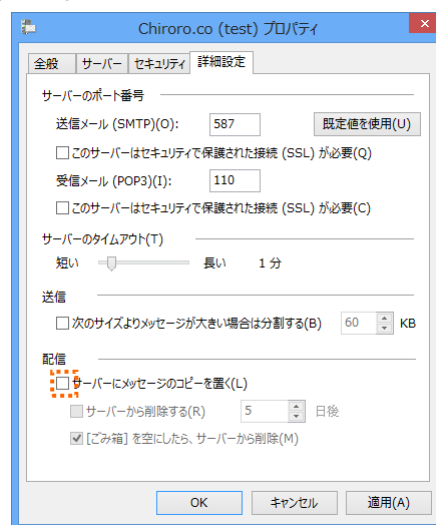 Chiroro.co (test) プロパティ
全般 サーバー セキュリティ 詳細設定
サーバーのポート番号
送信メール (SMTP)(O): 587 既定値を使用(U)
このサーバーはセキュリティで保護された接続 (SSL) が必要(Q)
受信メール (POP3)(I): 110
このサーバーはセキュリティで保護された接続 (SSL) が必要(C)
サーバーのタイムアウト(T)
短い 長い 1 分
送信
次のサイズよりメッセージが大きい場合は分割する(B) 60 KB
配信
サーバーにメッセージのコピーを置く(L)
サーバーから削除する(R) 5 日後
[ごみ箱] を空にしたら、サーバーから削除(M)
OK キャンセル 適用(A)